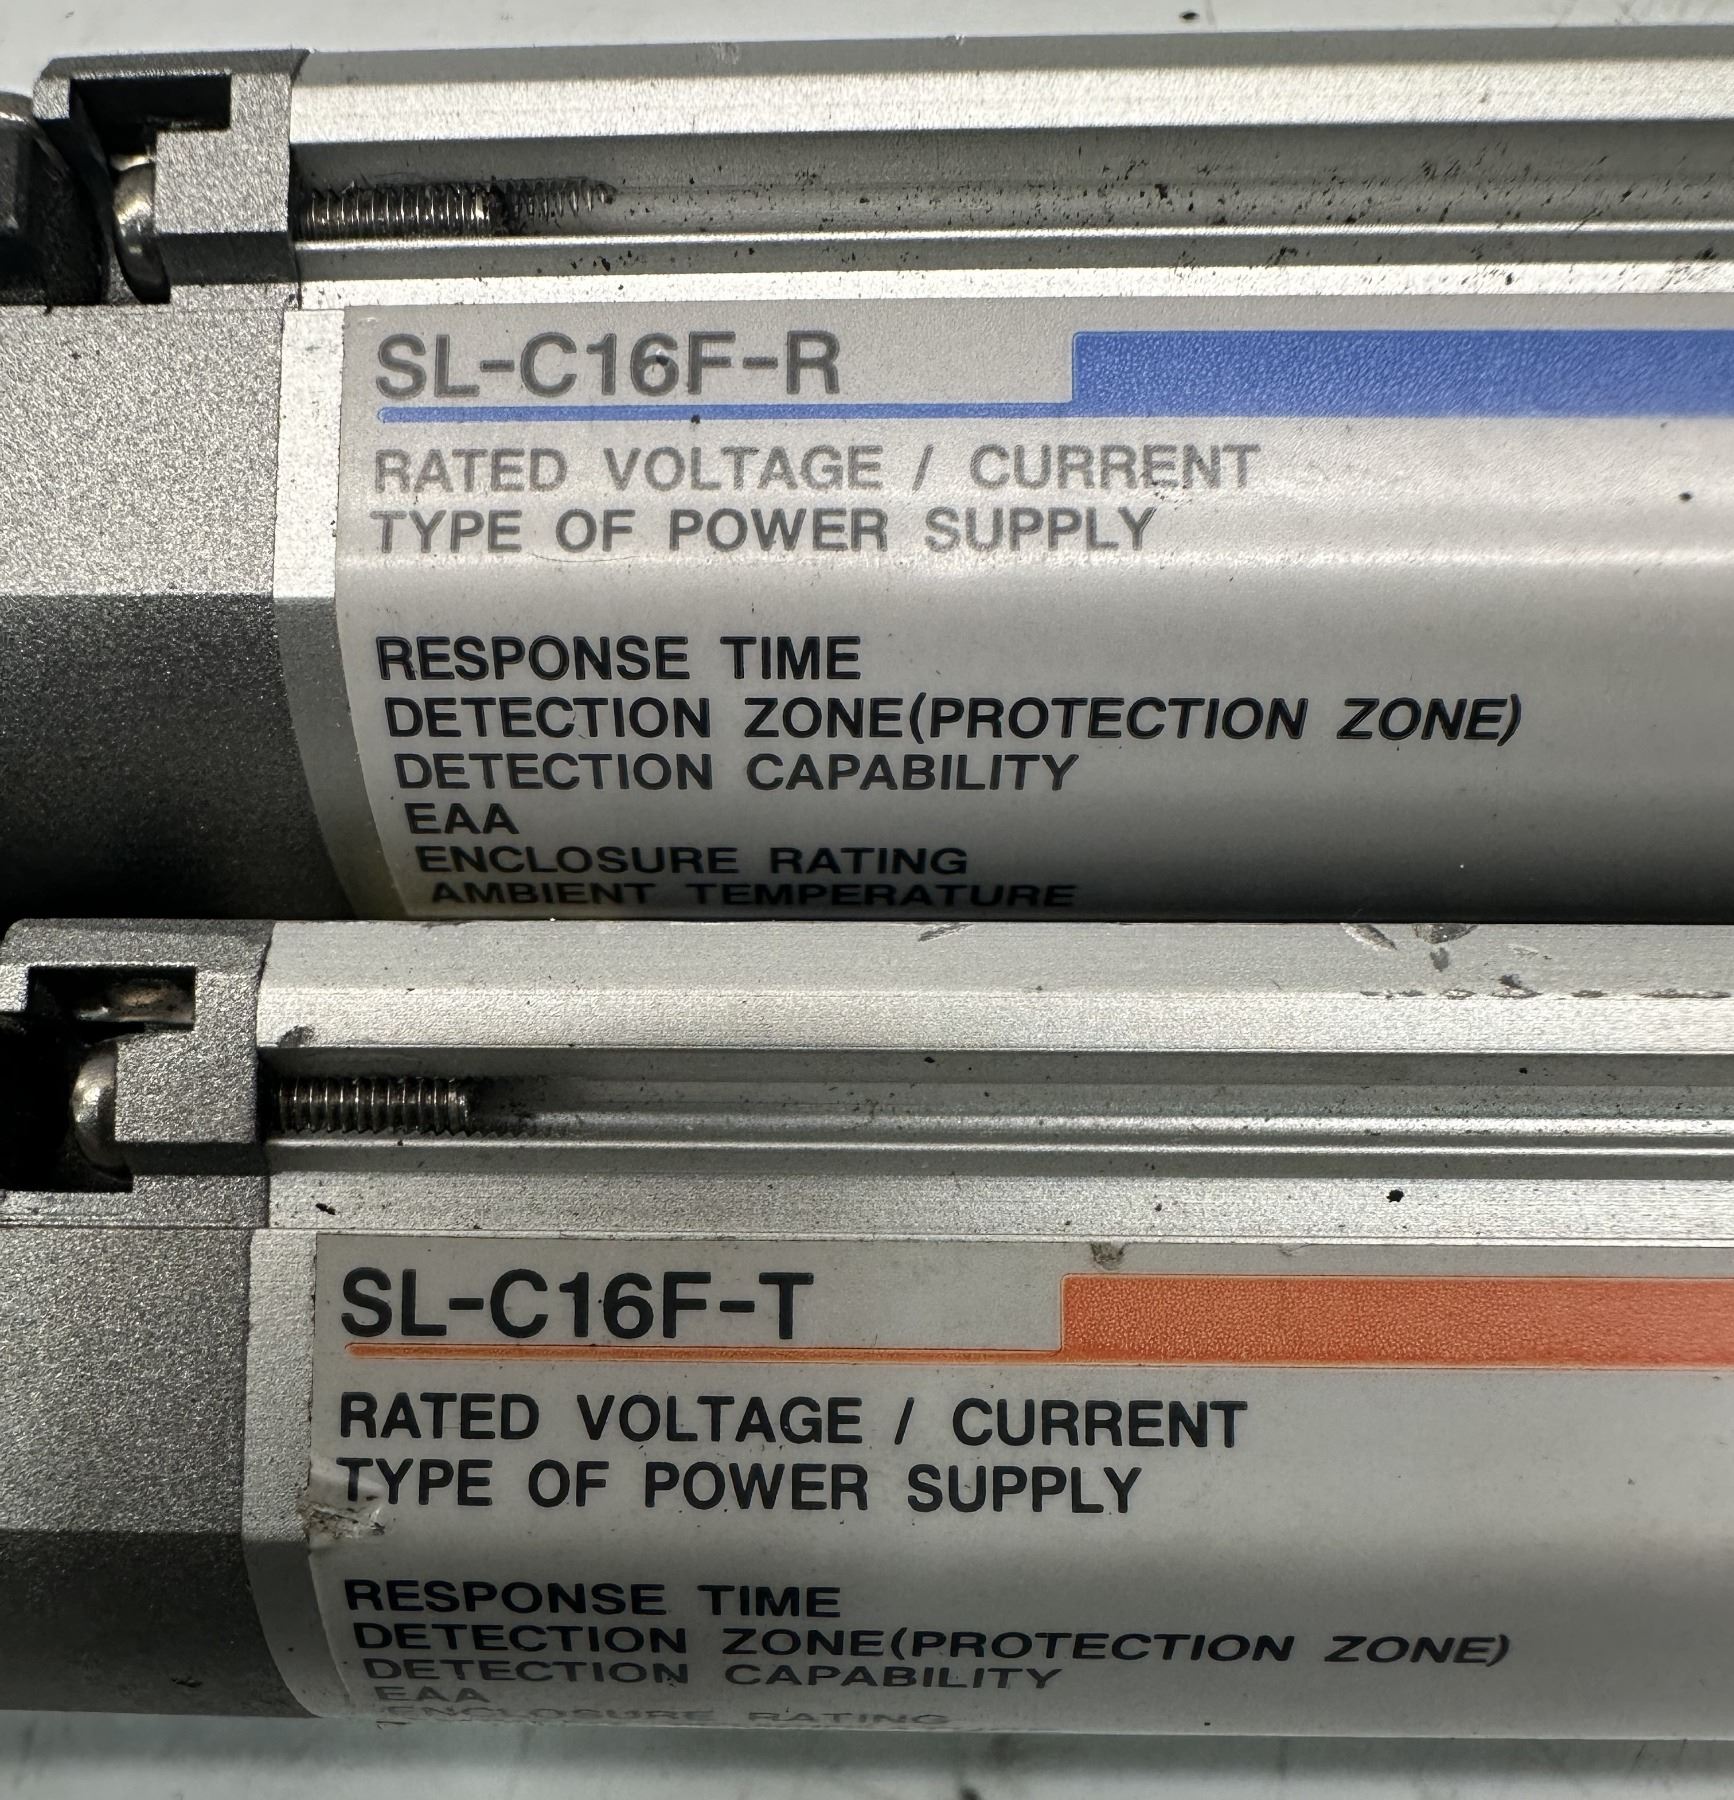 SL-C16F-R
RATED VOLTAGE / CURRENT
TYPE OF POWER SUPPLY
RESPONSE TIME
DETECTION ZONE(PROTECTION ZONE)
DETECTION CAPABILITY
EAA
ENCLOSURE RATING
AMBIENT TEMPERATURE
SL-C16F-T
RATED VOLTAGE / CURRENT
TYPE OF POWER SUPPLY
RESPONSE TIME
DETECTION ZONE(PROTECTION ZONE)
DETECTION CAPABILITY
EAA
ENCLOSURE RATING